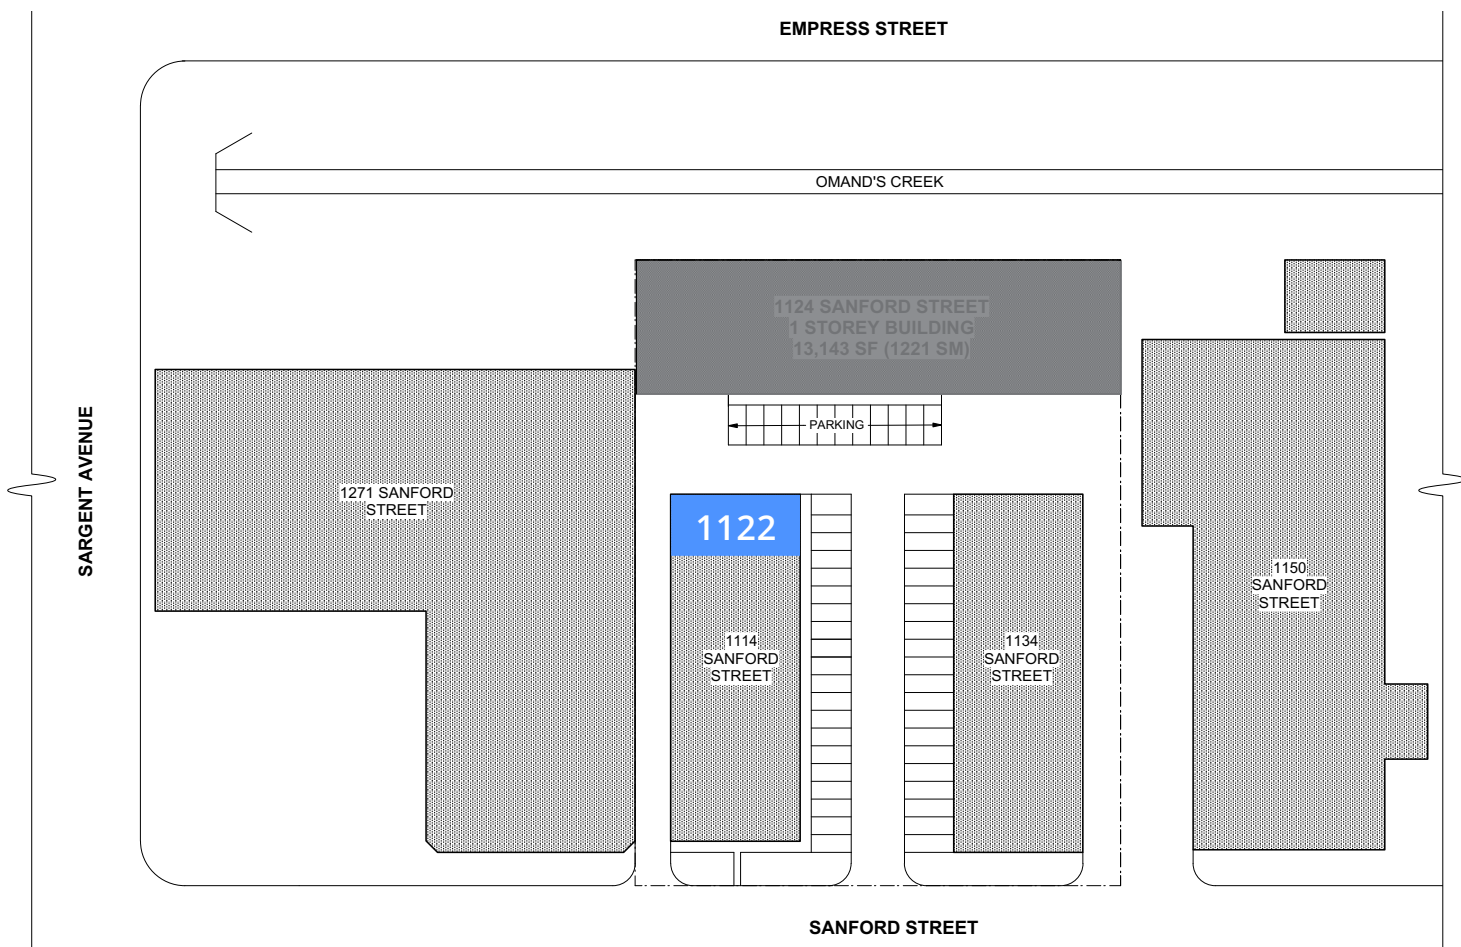 EMPRESS STREET
OMAND'S CREEK
1124 SANFORD STREET
1 STOREY BUILDING
13,143 SF (1221 SM)
PARKING
SARGENT AVENUE
1271 SANFORD
STREET
1122
1114
SANFORD
STREET
1134
SANFORD
STREET
1150
SANFORD
STREET
SANFORD STREET